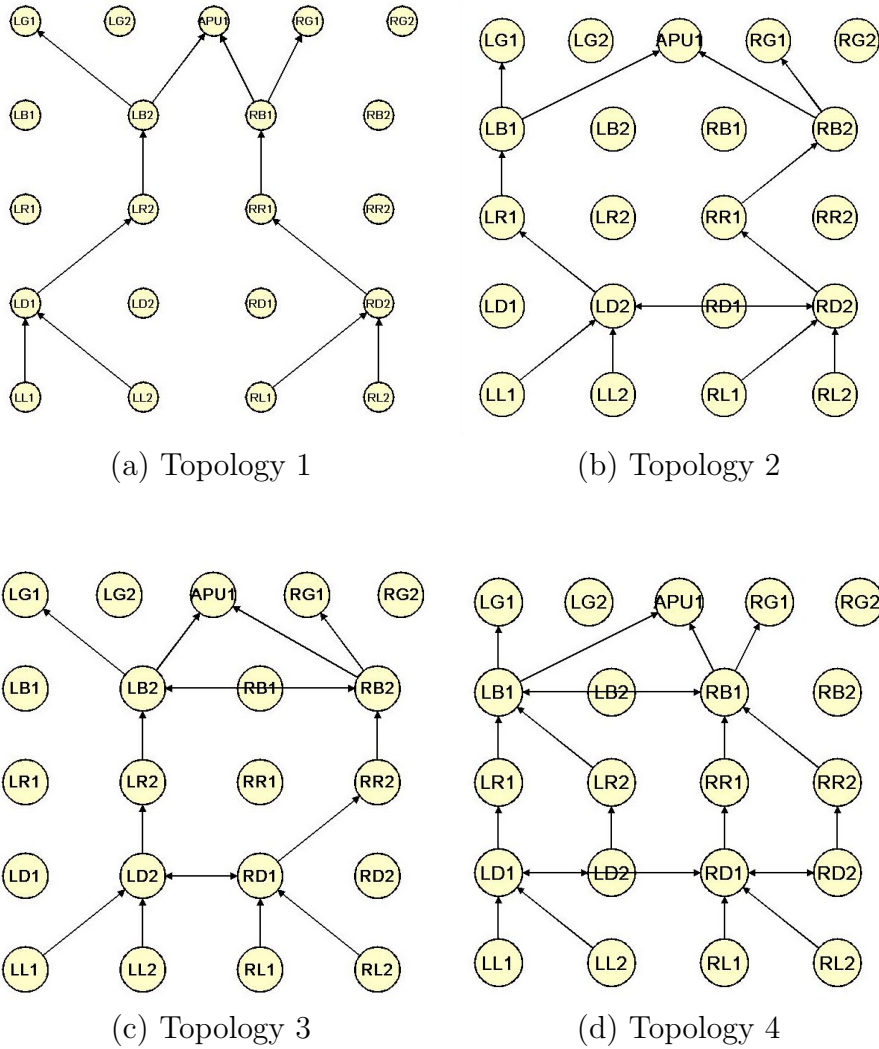 LG1 LG2 APU1 RG1 RG2
LB1 LB2 RB1 RB2
LR1 LR2 RR1 RR2
LD1 LD2 RD1 RD2
LL1 LL2 RL1 RL2
(a) Topology 1
LG1 LG2 APU1 RG1 RG2
LB1 LB2 RB1 RB2
LR1 LR2 RR1 RR2
LD1 LD2 RD1 RD2
LL1 LL2 RL1 RL2
(b) Topology 2
LG1 LG2 APU1 RG1 RG2
LB1 LB2 RB1 RB2
LR1 LR2 RR1 RR2
LD1 LD2 RD1 RD2
LL1 LL2 RL1 RL2
(c) Topology 3
LG1 LG2 APU1 RG1 RG2
LB1 LB2 RB1 RB2
LR1 LR2 RR1 RR2
LD1 LD2 RD1 RD2
LL1 LL2 RL1 RL2
(d) Topology 4